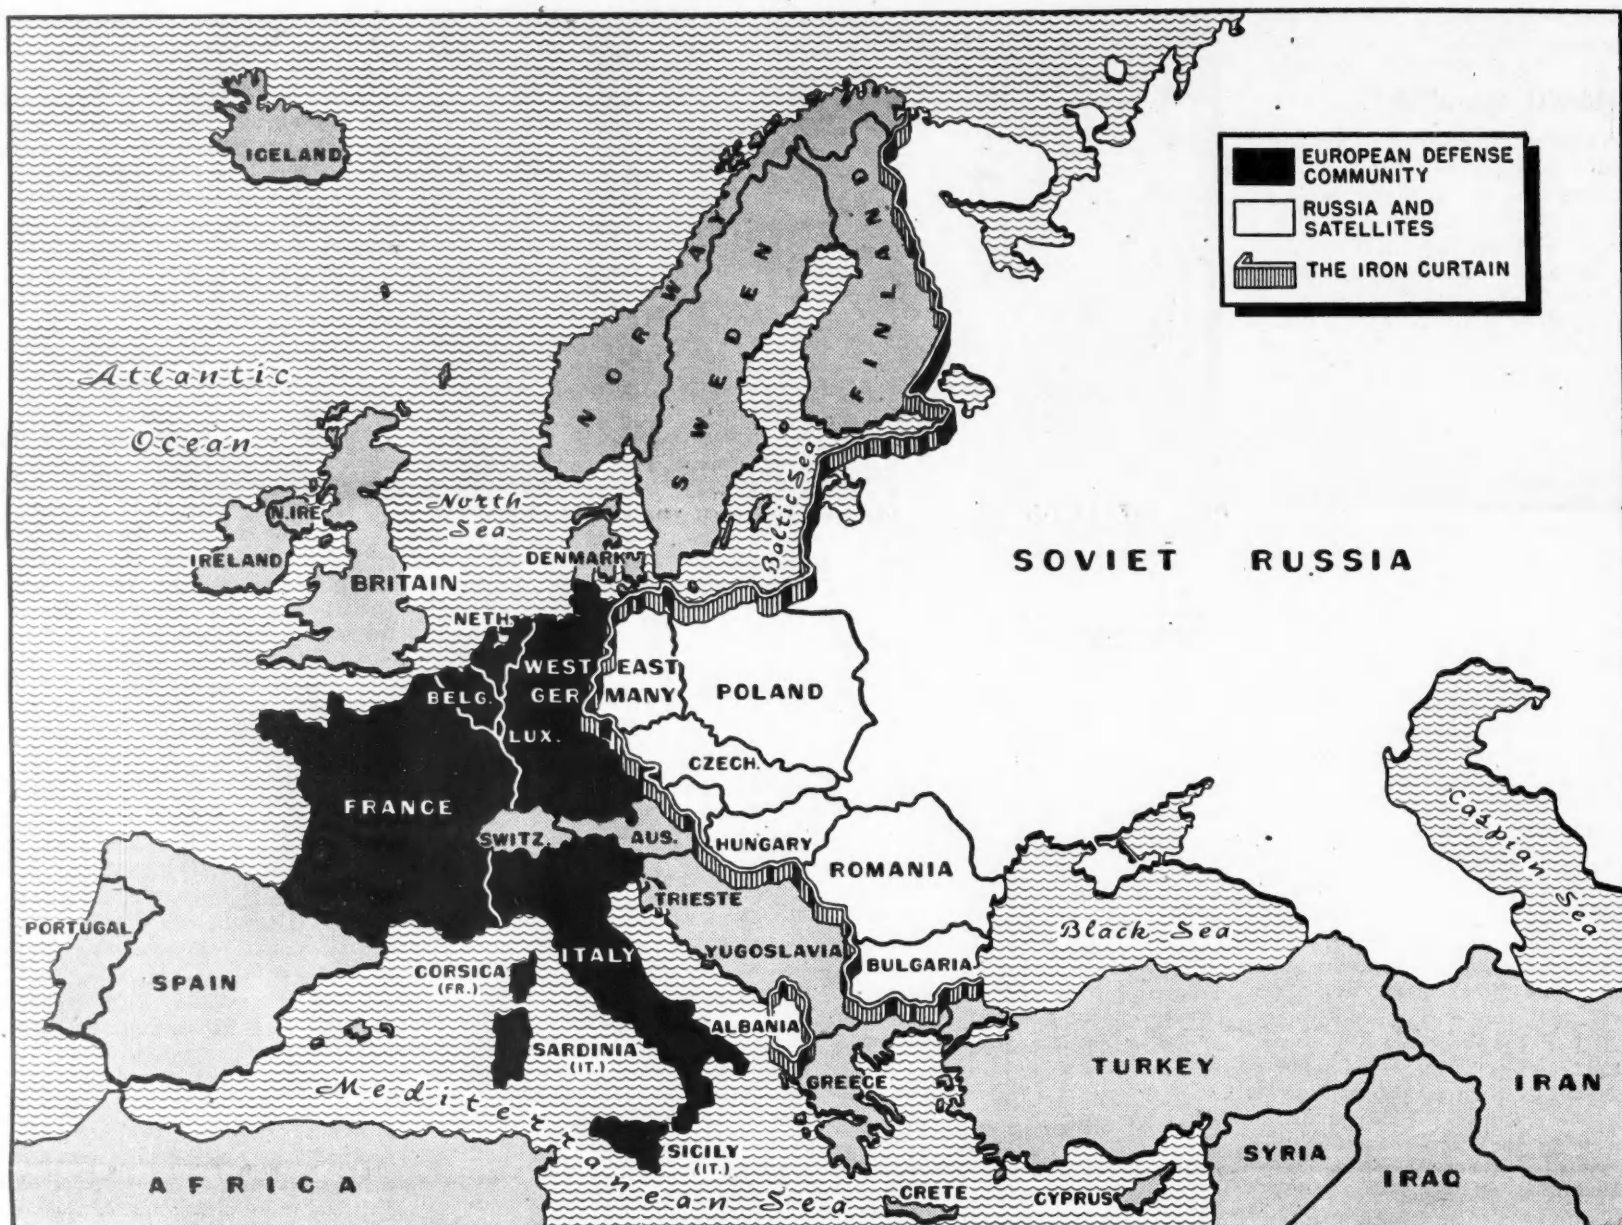 ICELAND
EUROPEAN DEFENSE
COMMUNITY
RUSSIA AND
SATELLITES
THE IRON CURTAIN
NORWAY
SWEDEN
FINLAND
Atlantic
Ocean
North
Sea
Baltic Sea
N. IRE.
IRELAND
BRITAIN
DENMARK
SOVIET RUSSIA
NETH.
WEST
GER
EAST
MANY
POLAND
BELG.
LUX.
CZECH.
FRANCE
SWITZ.
AUS.
HUNGARY
ROMANIA
Caspian Sea
TRIESTE
PORTUGAL
SPAIN
CORSICA
(FR.)
ITALY
YUGOSLAVIA
BULGARIA
Black Sea
ALBANIA
SARDINIA
(IT.)
GREECE
TURKEY
IRAN
Mediterranean Sea
SICILY
(IT.)
SYRIA
IRAQ
AFRICA
CRETE
CYPRUS